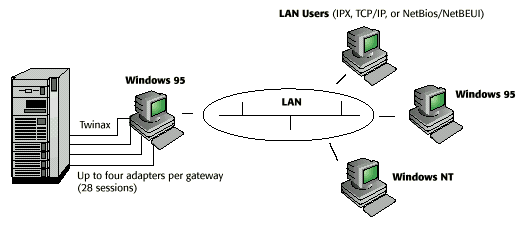 LAN Users (IPX, TCP/IP, or NetBios/NetBEUI)
Windows 95
LAN
Windows 95
Twinax
Up to four adapters per gateway
(28 sessions)
Windows NT